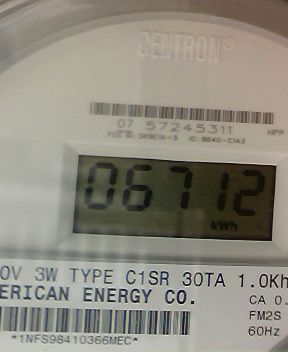 CENTRON®
07 57245311
HPP
06712
kWh
0V 3W TYPE C1SR 30TA 1.0Kh
ERICAN ENERGY CO.
CA 0.
FM2S
60Hz
*1NFS98410366MEC*